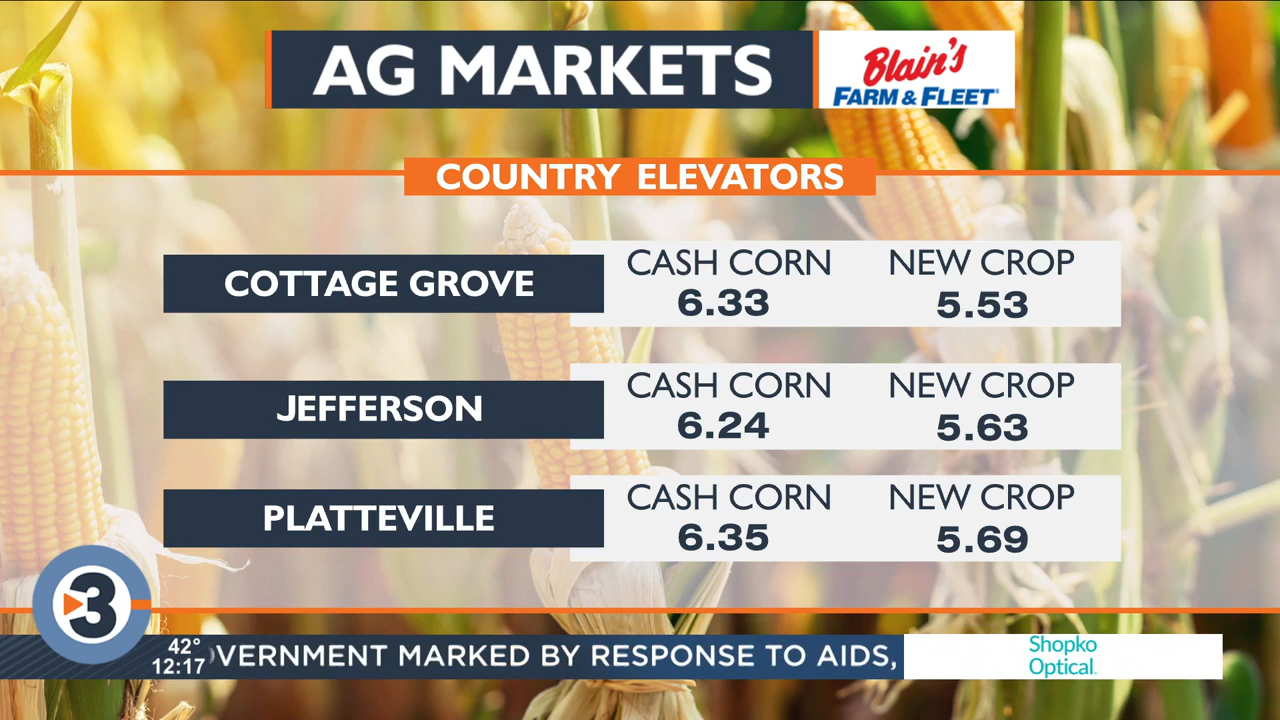 AG MARKETS
Blain's
FARM & FLEET
COUNTRY ELEVATORS
COTTAGE GROVE
CASH CORN
NEW CROP
6.33
5.53
JEFFERSON
CASH CORN
NEW CROP
6.24
5.63
PLATTEVILLE
CASH CORN
NEW CROP
6.35
5.69
3
42°
12:17
OVERNMENT MARKED BY RESPONSE TO AIDS,
Shopko
Optical